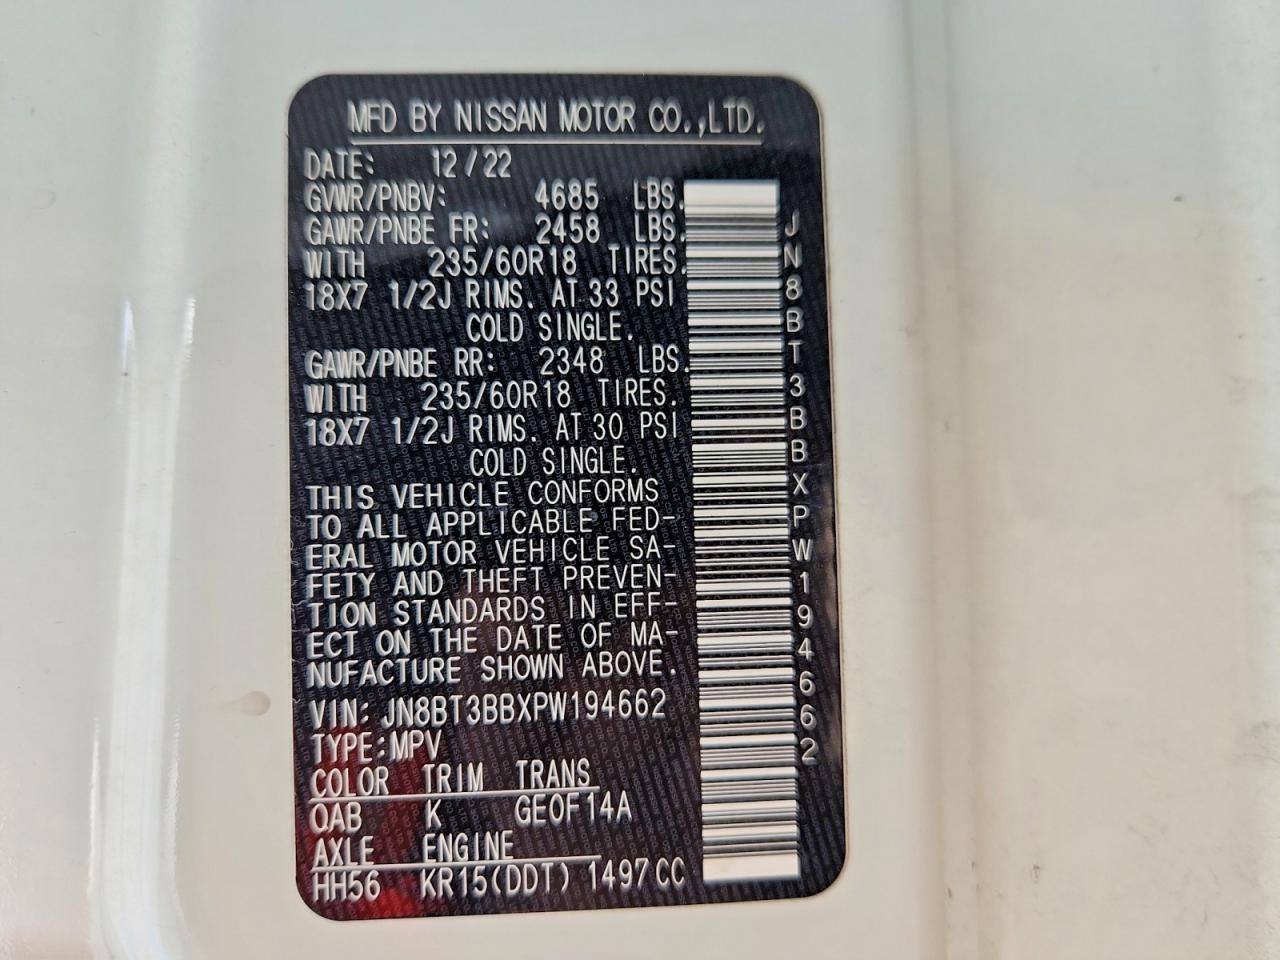 MFD BY NISSAN MOTOR CO.,LTD.
DATE: 12/22
GVWR/PNBV: 4685 LBS.
GAWR/PNBE FR: 2458 LBS.
WITH 235/60R18 TIRES.
18X7 1/2J RIMS. AT 33 PSI
COLD SINGLE.
GAWR/PNBE RR: 2348 LBS.
WITH 235/60R18 TIRES.
18X7 1/2J RIMS. AT 30 PSI
COLD SINGLE.
THIS VEHICLE CONFORMS
TO ALL APPLICABLE FED-
ERAL MOTOR VEHICLE SA-
FETY AND THEFT PREVEN-
TION STANDARDS IN EFF-
ECT ON THE DATE OF MA-
NUFACTURE SHOWN ABOVE.
VIN: JN8BT3BBXPW194662
TYPE:MPV
COLOR TRIM TRANS
QAB K GE0F14A
AXLE ENGINE
HH56 KR15(DDT) 1497CC
JN8BT3BBXPW194662